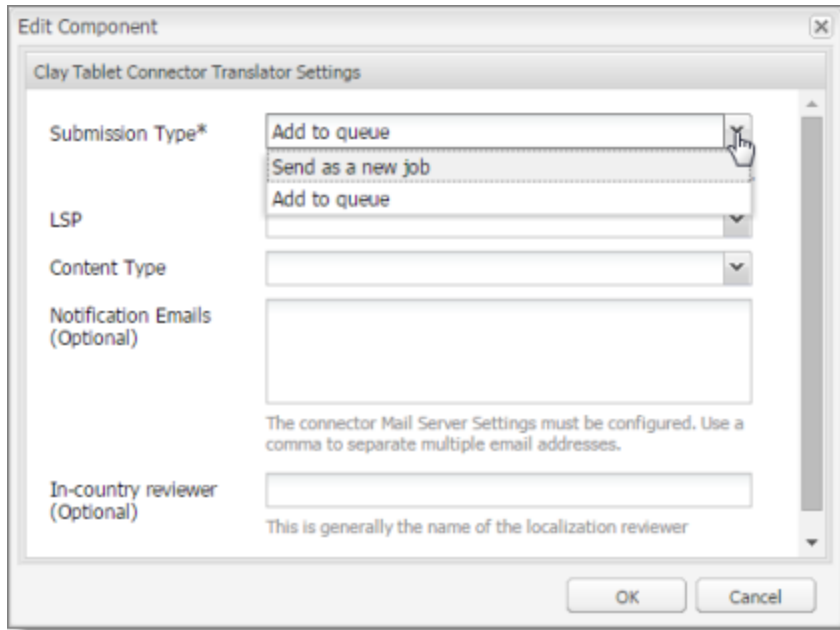 Edit Component
Clay Tablet Connector Translator Settings
Submission Type*
Add to queue
Send as a new job
Add to queue
LSP
Content Type
Notification Emails
(Optional)
The connector Mail Server Settings must be configured. Use a
comma to separate multiple email addresses.
In-country reviewer
(Optional)
This is generally the name of the localization reviewer
OK
Cancel